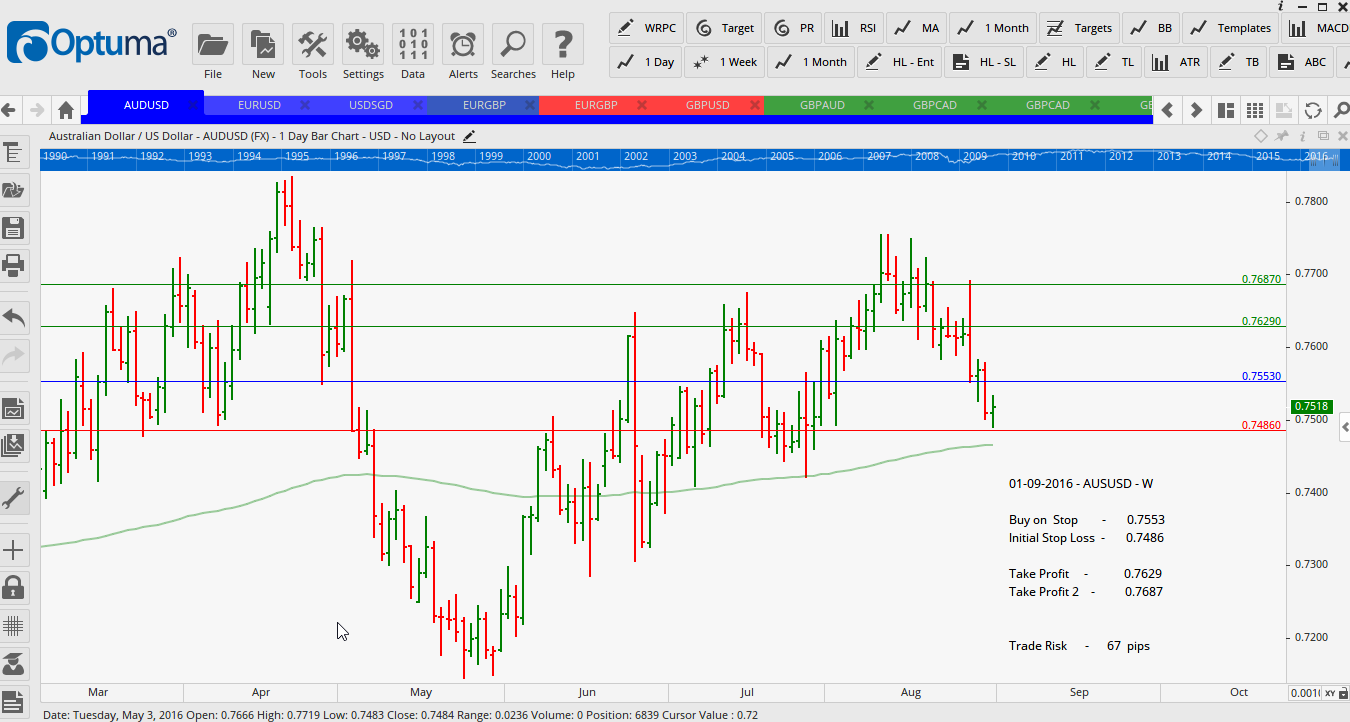 Optuma®
File New Tools Settings Data Alerts Searches Help
WRPC Target PR RSI MA 1 Month Targets BB Templates MACD
1 Day 1 Week 1 Month HL - Ent HL - SL HL TL ATR TB ABC
AUDUSD EURUSD USDSGD EURGBP EURGBP GBPUSD GBPAUD GBPCAD GBPCAD
Australian Dollar / US Dollar - AUDUSD (FX) - 1 Day Bar Chart - USD - No Layout
1990 1991 1992 1993 1994 1995 1996 1997 1998 1999 2000 2001 2002 2003 2004 2005 2006 2007 2008 2009 2010 2011 2012 2013 2014 2015 2016
0.7800
0.7700
0.76870
0.76290
0.7600
0.75530
0.7518
0.7500
0.74860
0.7400
0.7300
0.7200
01-09-2016 - AUSUSD - W
Buy on Stop - 0.7553
Initial Stop Loss - 0.7486
Take Profit - 0.7629
Take Profit 2 - 0.7687
Trade Risk - 67 pips
Mar Apr May Jun Jul Aug Sep Oct
XY
Date: Tuesday, May 3, 2016 Open: 0.7666 High: 0.7719 Low: 0.7483 Close: 0.7484 Range: 0.0236 Volume: 0 Position: 6839 Cursor Value : 0.72